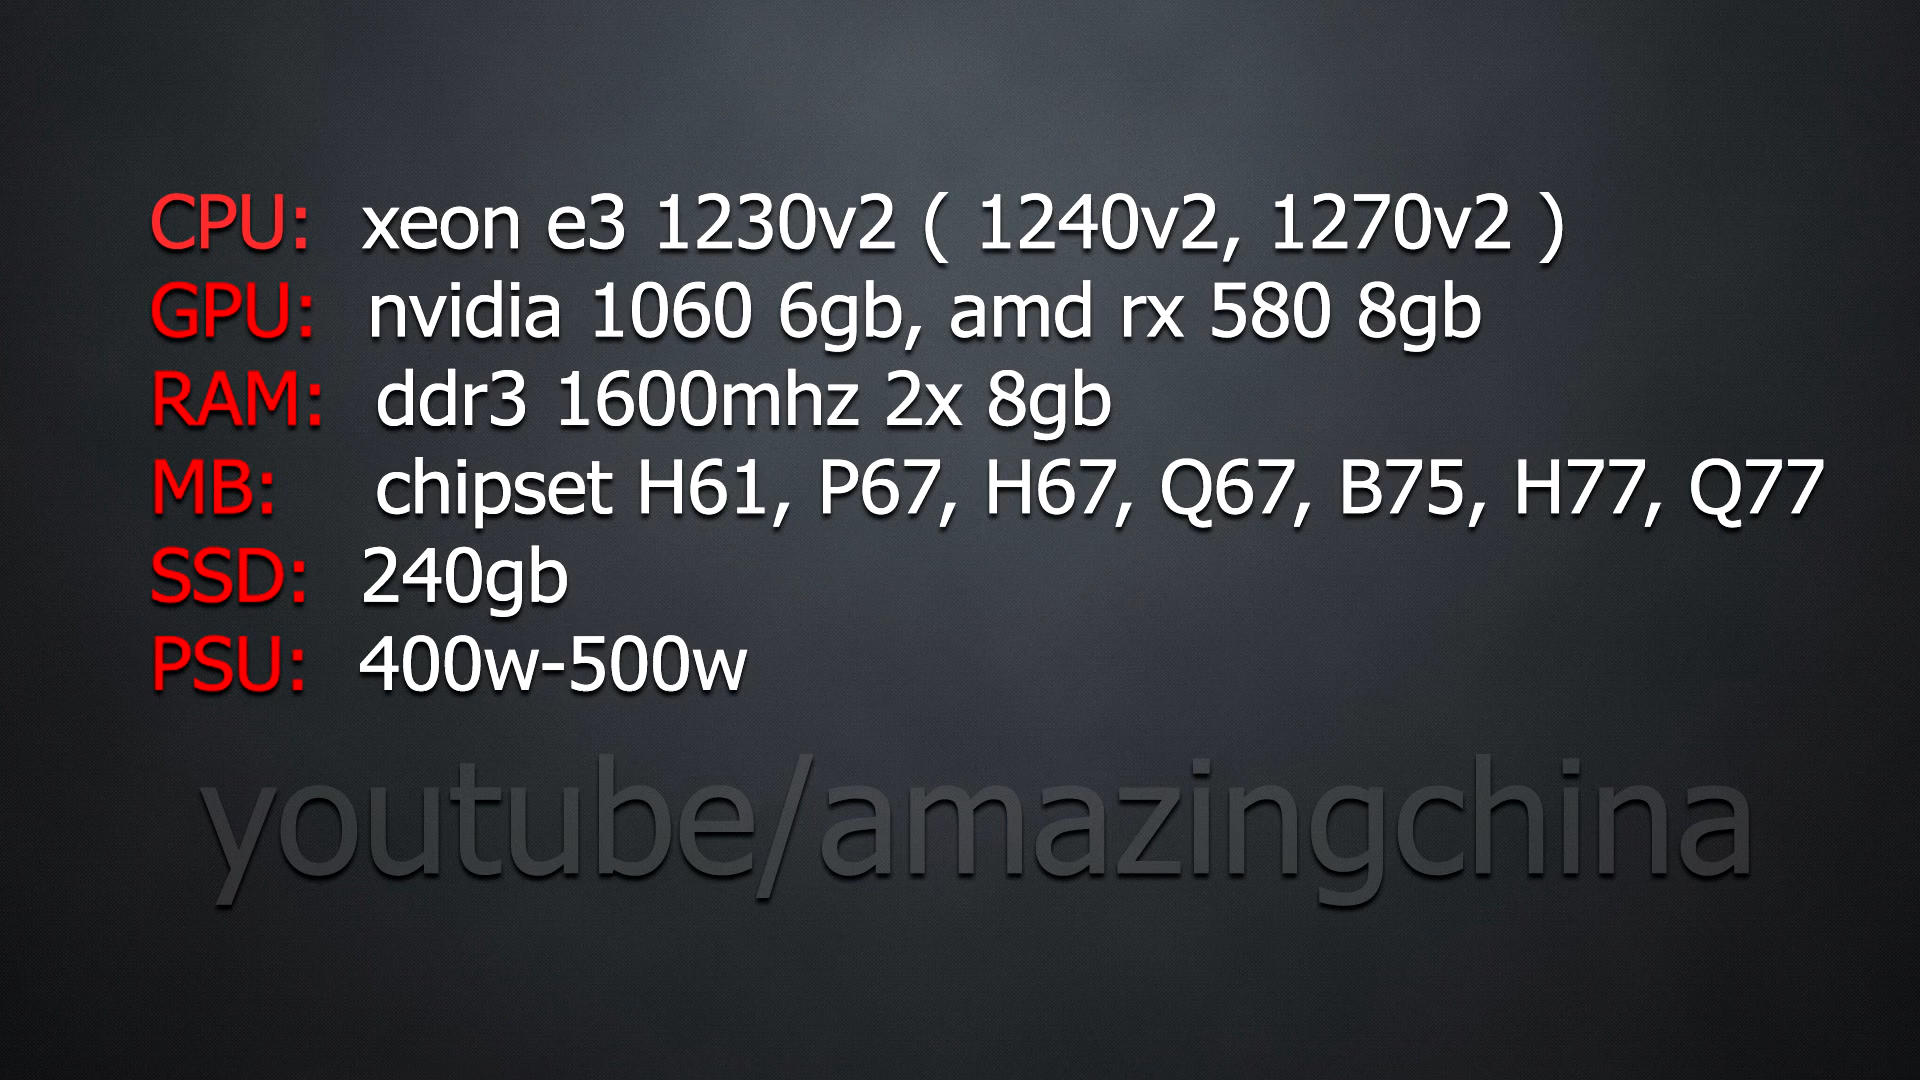 CPU: xeon e3 1230v2 ( 1240v2, 1270v2 )
GPU: nvidia 1060 6gb, amd rx 580 8gb
RAM: ddr3 1600mhz 2x 8gb
MB: chipset H61, P67, H67, Q67, B75, H77, Q77
SSD: 240gb
PSU: 400w-500w
youtube/amazingchina